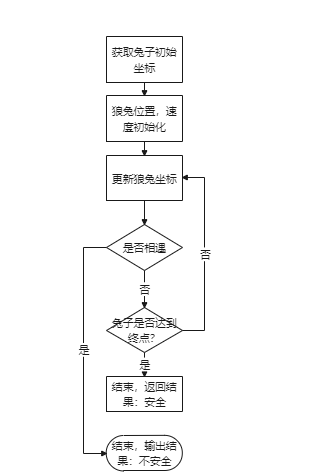 获取兔子初始
坐标
狼兔位置，速
度初始化
更新狼兔坐标
是否相遇
否
否
兔子是否达到
终点？
是
是
结束，返回结
果：安全
结束，输出结
果：不安全